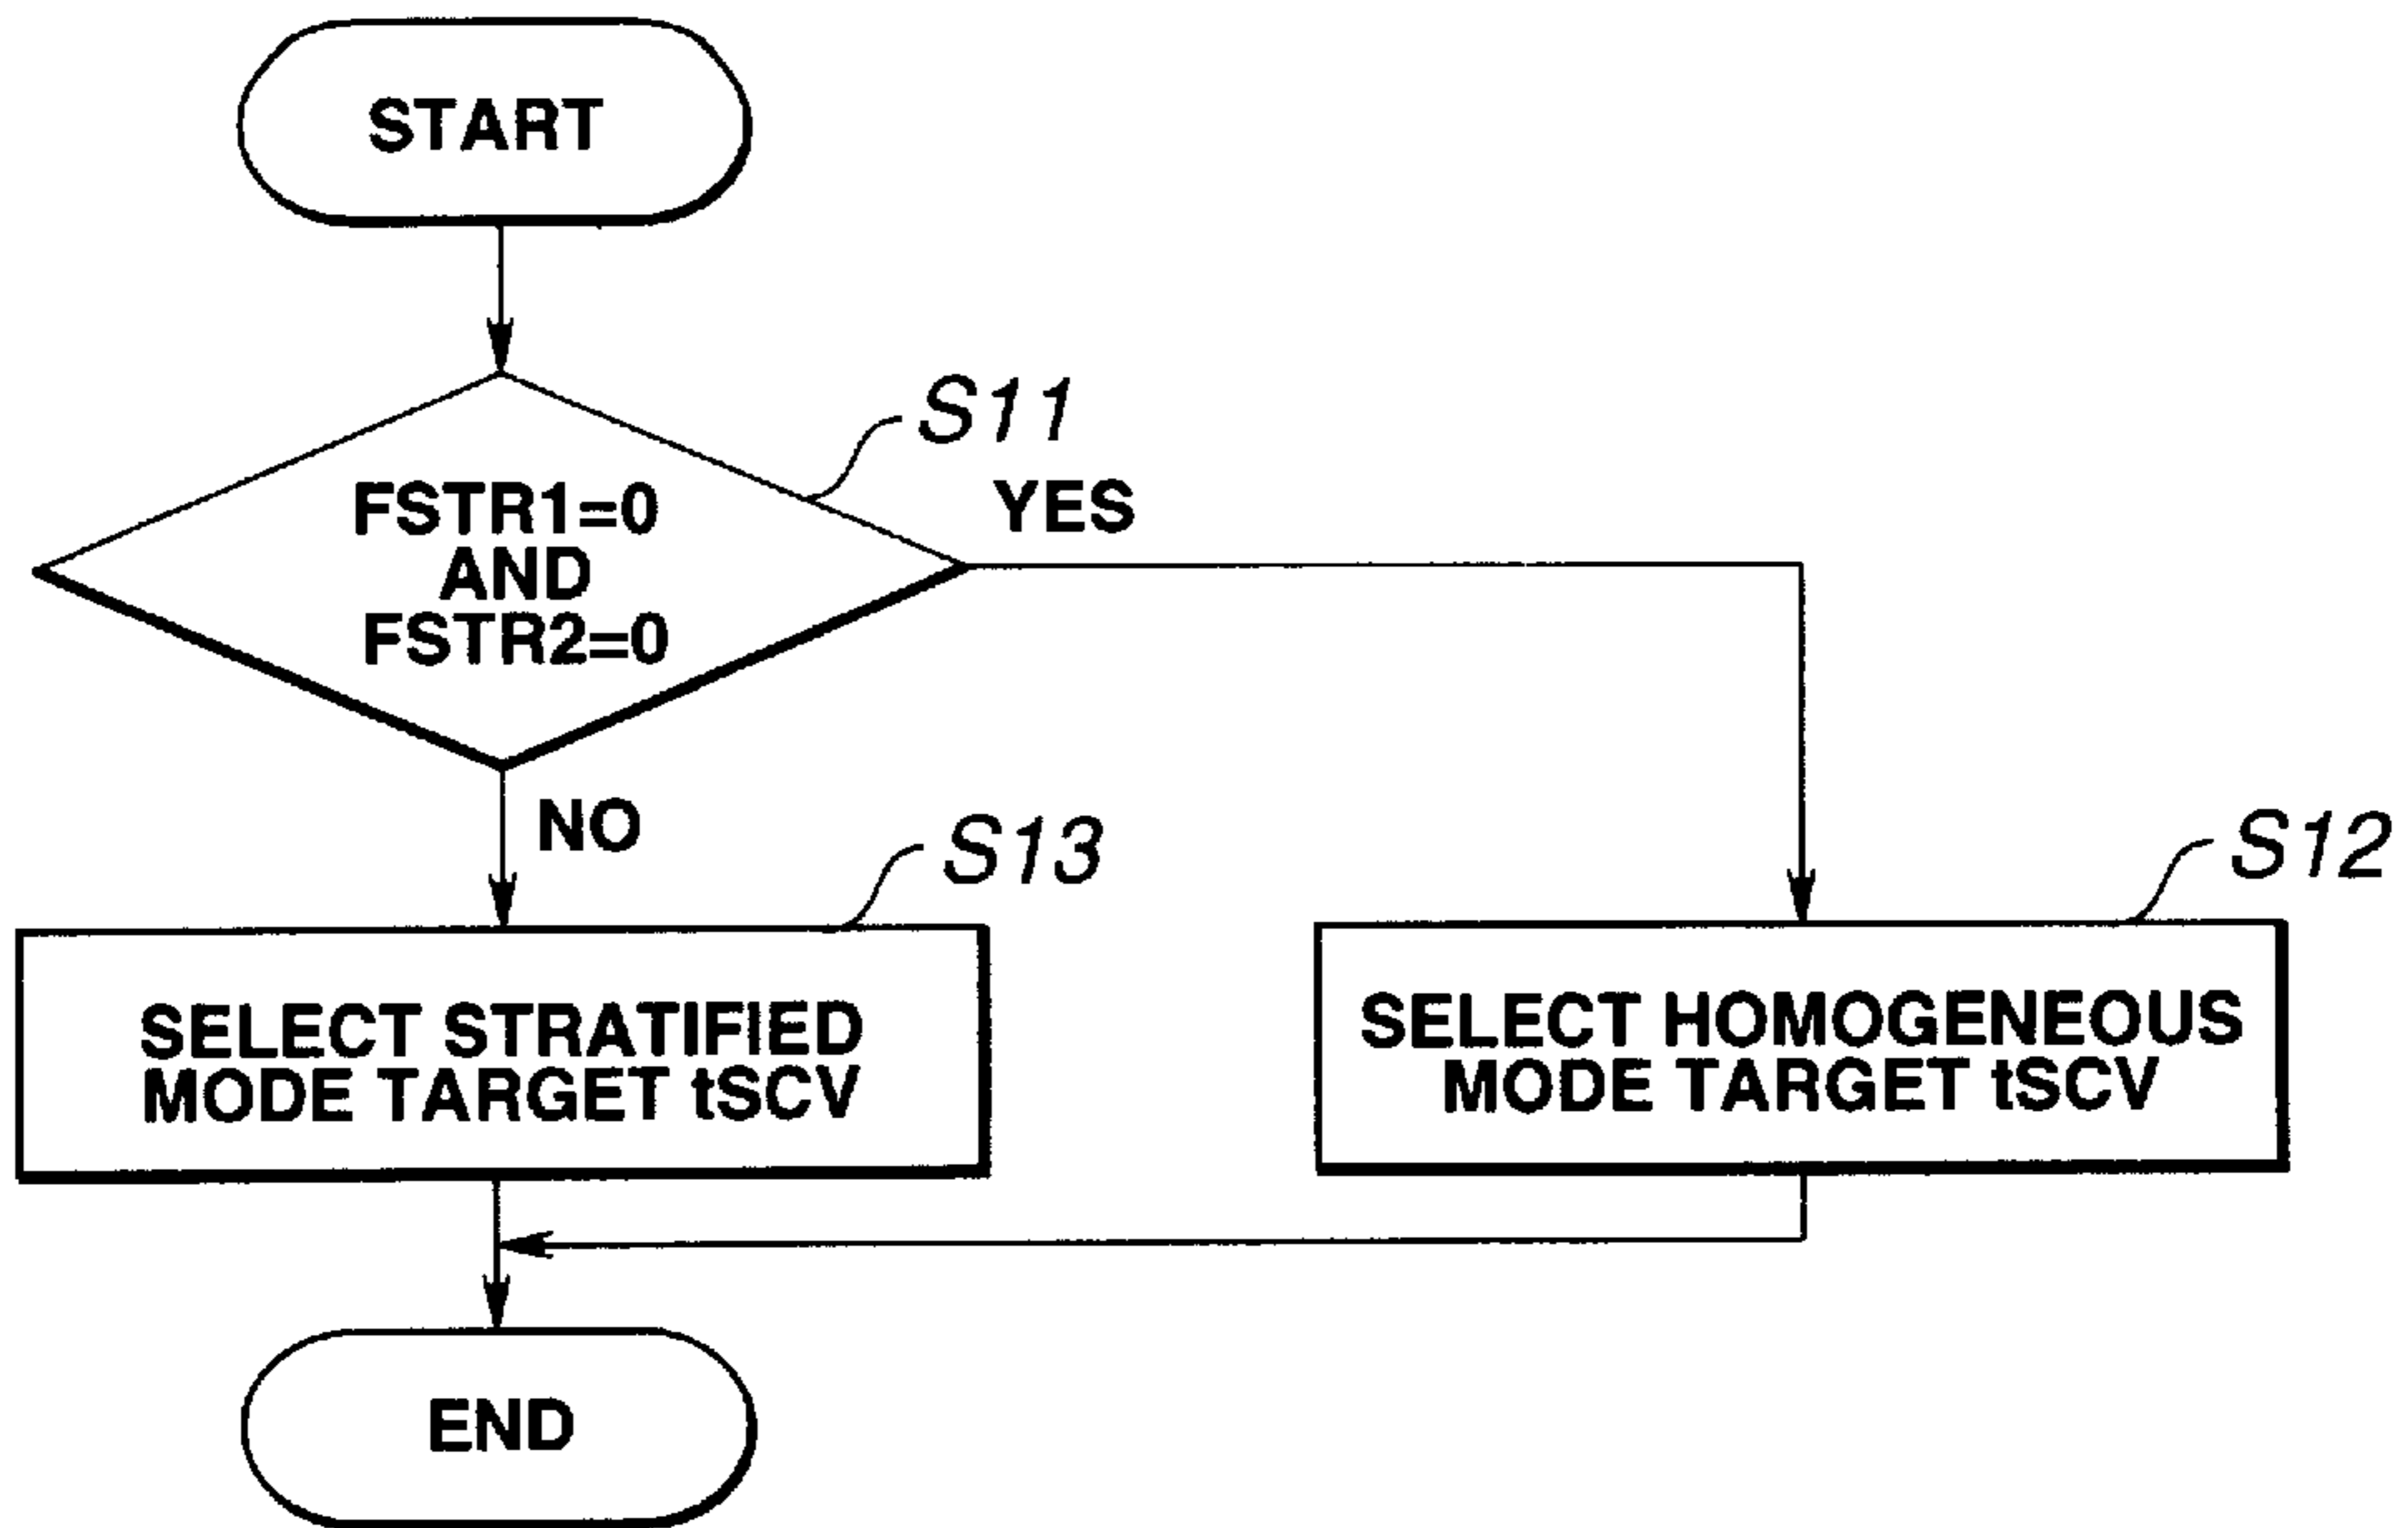 START
S11
FSTR1=0
AND
FSTR2=0
YES
NO
S13
S12
SELECT STRATIFIED
MODE TARGET tSCV
SELECT HOMOGENEOUS
MODE TARGET tSCV
END